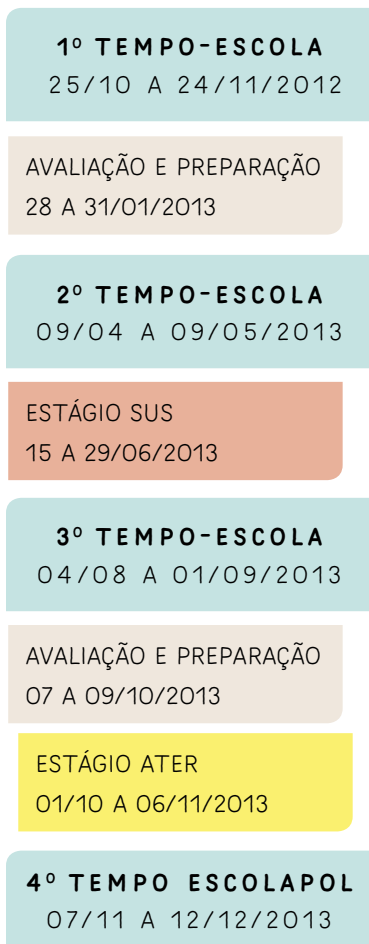 1º TEMPO-ESCOLA
25/10 A 24/11/2012
AVALIAÇÃO E PREPARAÇÃO
28 A 31/01/2013
2º TEMPO-ESCOLA
09/04 A 09/05/2013
ESTÁGIO SUS
15 A 29/06/2013
3º TEMPO-ESCOLA
04/08 A 01/09/2013
AVALIAÇÃO E PREPARAÇÃO
07 A 09/10/2013
ESTÁGIO ATER
01/10 A 06/11/2013
4º TEMPO ESCOLAPOL
07/11 A 12/12/2013